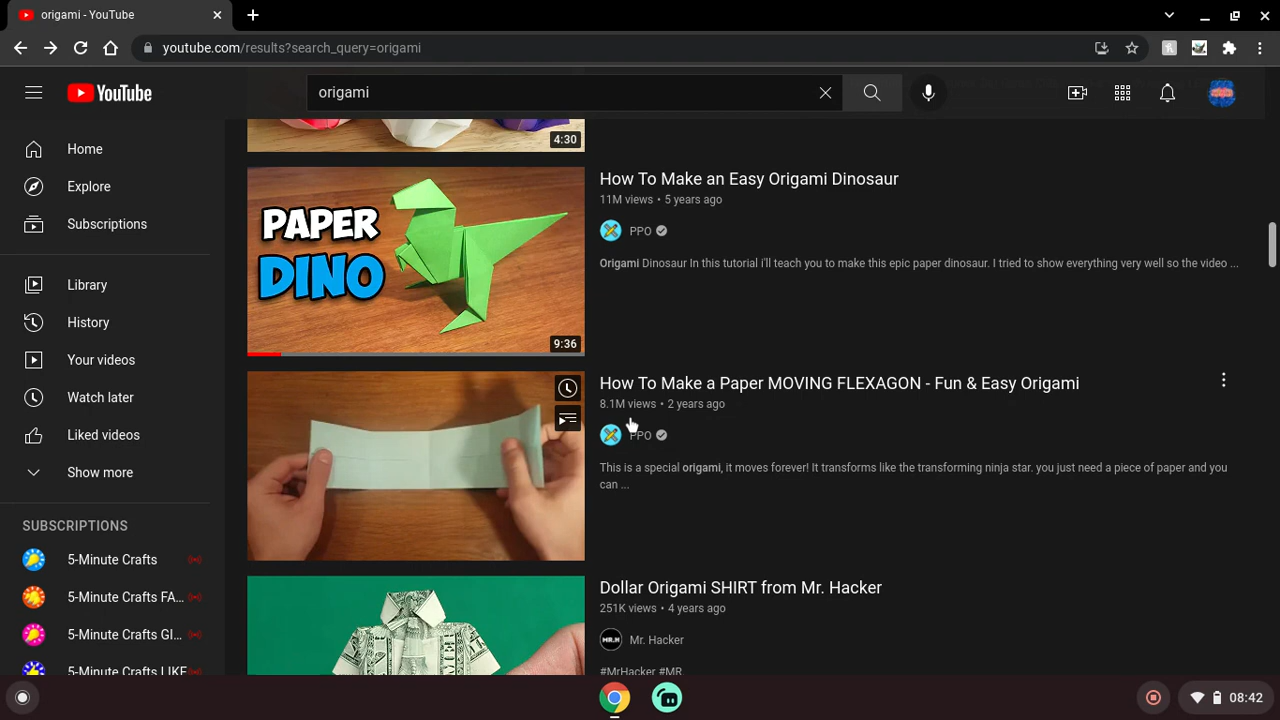 origami - YouTube
youtube.com/results?search_query=origami
YouTube
origami
Home
Explore
Subscriptions
Library
History
Your videos
Watch later
Liked videos
Show more
SUBSCRIPTIONS
5-Minute Crafts
5-Minute Crafts FA...
5-Minute Crafts GI...
5-Minute Crafts LIKE
4:30
PAPER
DINO
9:36
How To Make an Easy Origami Dinosaur
11M views • 5 years ago
PPO
Origami Dinosaur In this tutorial i'll teach you to make this epic paper dinosaur. I tried to show everything very well so the video ...
How To Make a Paper MOVING FLEXAGON - Fun & Easy Origami
8.1M views • 2 years ago
PPO
This is a special origami, it moves forever! It transforms like the transforming ninja star. you just need a piece of paper and you
can ...
Dollar Origami SHIRT from Mr. Hacker
251K views • 4 years ago
MR.H
Mr. Hacker
#MrHacker #MR
08:42